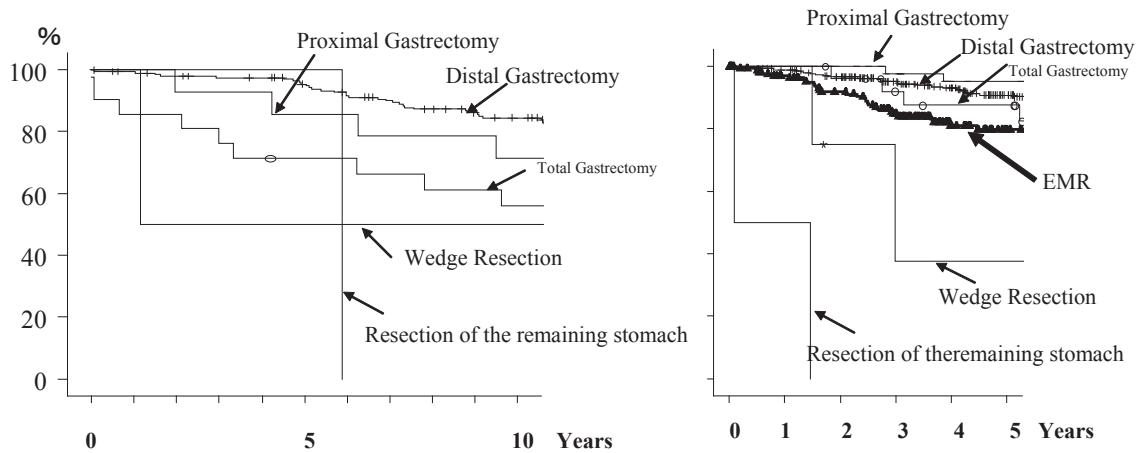 %
100
80
60
40
20
0
Proximal Gastrectomy
Distal Gastrectomy
Total Gastrectomy
Wedge Resection
Resection of the remaining stomach
0 5 10 Years
Proximal Gastrectomy
Distal Gastrectomy
Total Gastrectomy
EMR
Wedge Resection
Resection of theremaining stomach
0 1 2 3 4 5 Years